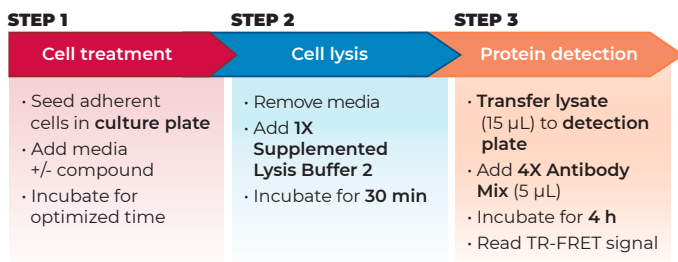 STEP 1
Cell treatment
· Seed adherent
cells in culture plate
· Add media
+/- compound
· Incubate for
optimized time
STEP 2
Cell lysis
· Remove media
· Add 1X
Supplemented
Lysis Buffer 2
· Incubate for 30 min
STEP 3
Protein detection
· Transfer lysate
(15 µL) to detection
plate
· Add 4X Antibody
Mix (5 µL)
· Incubate for 4 h
· Read TR-FRET signal